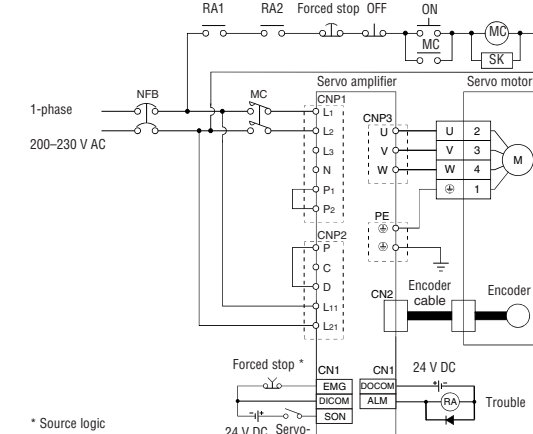 RA1 RA2 Forced stop OFF ON
MC MC
SK
Servo amplifier Servo motor
NFB MC CNP1
1-phase L1 CNP3
200–230 V AC L2 U U 2
L3 V V 3 M
N W W 4
P1 1
P2 PE
CNP2
P
C
D CN2 Encoder cable Encoder
L11
L21
Forced stop * CN1 CN1 24 V DC
EMG DOCOM
DICOM ALM RA Trouble
SON
* Source logic 24 V DC Servo-